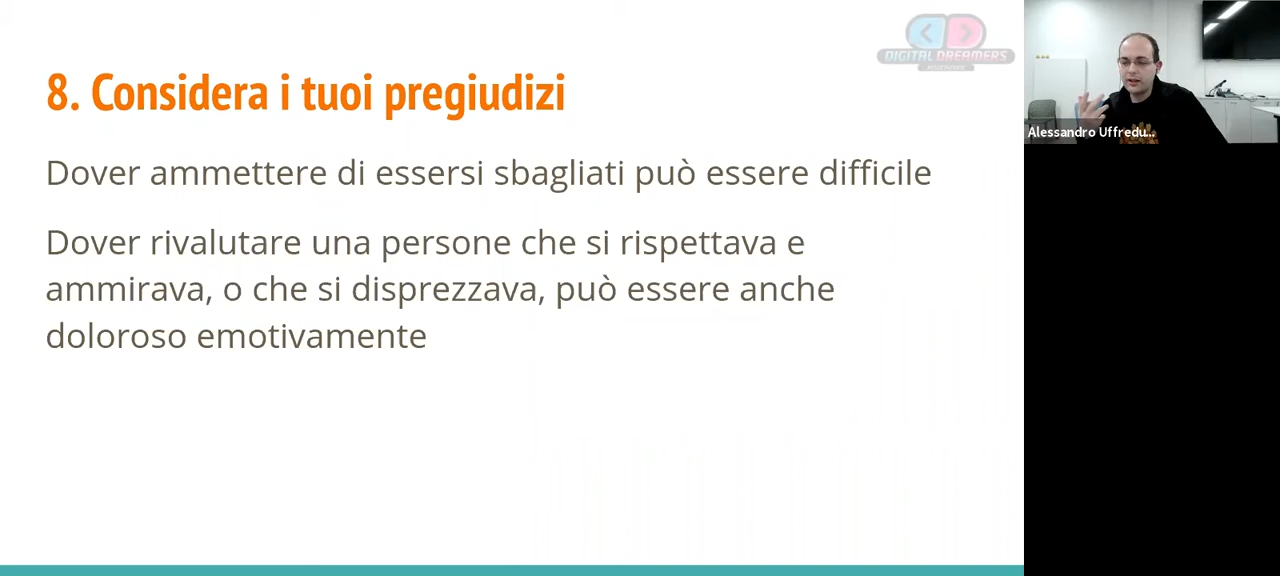 8. Considera i tuoi pregiudizi
Dover ammettere di essersi sbagliati può essere difficile
Dover rivalutare una persone che si rispettava e
ammirava, o che si disprezzava, può essere anche
doloroso emotivamente
DIGITAL DREAMERS
Alessandro Uffredu...